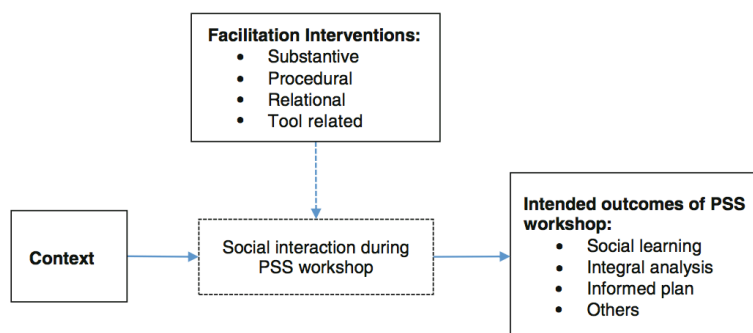 Facilitation Interventions:
• Substantive
• Procedural
• Relational
• Tool related
Context
Social interaction during
PSS workshop
Intended outcomes of PSS
workshop:
• Social learning
• Integral analysis
• Informed plan
• Others